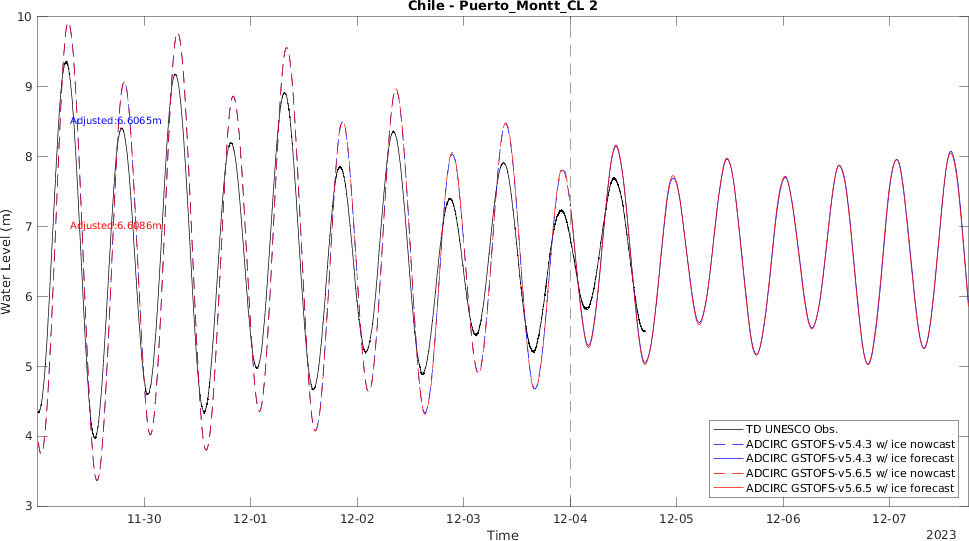 Chile - Puerto_Montt_CL 2
10
9
8
7
6
5
4
3
Water Level (m)
Adjusted:6.6065m
Adjusted:6.6086m
TD UNESCO Obs.
ADCIRC GSTOFS-v5.4.3 w/ ice nowcast
ADCIRC GSTOFS-v5.4.3 w/ ice forecast
ADCIRC GSTOFS-v5.6.5 w/ ice nowcast
ADCIRC GSTOFS-v5.6.5 w/ ice forecast
11-30
12-01
12-02
12-03
12-04
12-05
12-06
12-07
Time
2023